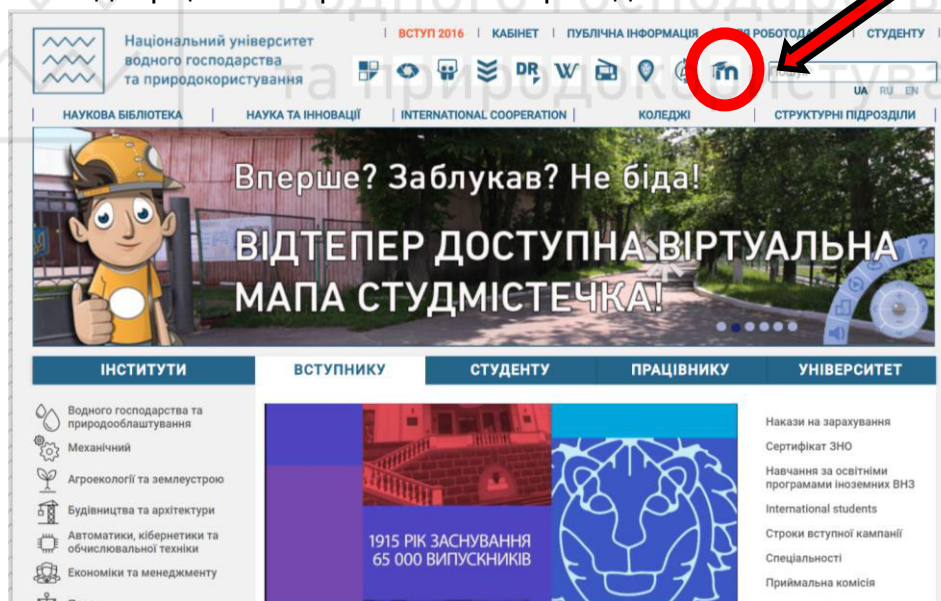 ВСТУП 2016 | КАБІНЕТ | ПУБЛІЧНА ІНФОРМАЦІЯ | СТУДЕНТУ |
Національний університет
водного господарства
та природокористування
DR W
UA RU EN
| НАУКОВА БІБЛІОТЕКА | НАУКА ТА ІННОВАЦІЇ | INTERNATIONAL COOPERATION | КОЛЕДЖІ | СТРУКТУРНІ ПІДРОЗДІЛИ |
Вперше? Заблукав? Не біда!
ВІДТЕПЕР ДОСТУПНА ВІРТУАЛЬНА
МАПА СТУДМІСТЕЧКА!
ІНСТИТУТИ ВСТУПНИКУ СТУДЕНТУ ПРАЦІВНИКУ УНІВЕРСИТЕТ
Водного господарства та
природооблаштування
Механічний
Агроекології та землеустрою
Будівництва та архітектури
Автоматики, кібернетики та
обчислювальної техніки
Економіки та менеджменту
1915 РІК ЗАСНУВАННЯ
65 000 ВИПУСКНИКІВ
Накази на зарахування
Сертифікат ЗНО
Навчання за освітніми
програмами іноземних ВНЗ
International students
Строки вступної кампанії
Спеціальності
Приймальна комісія